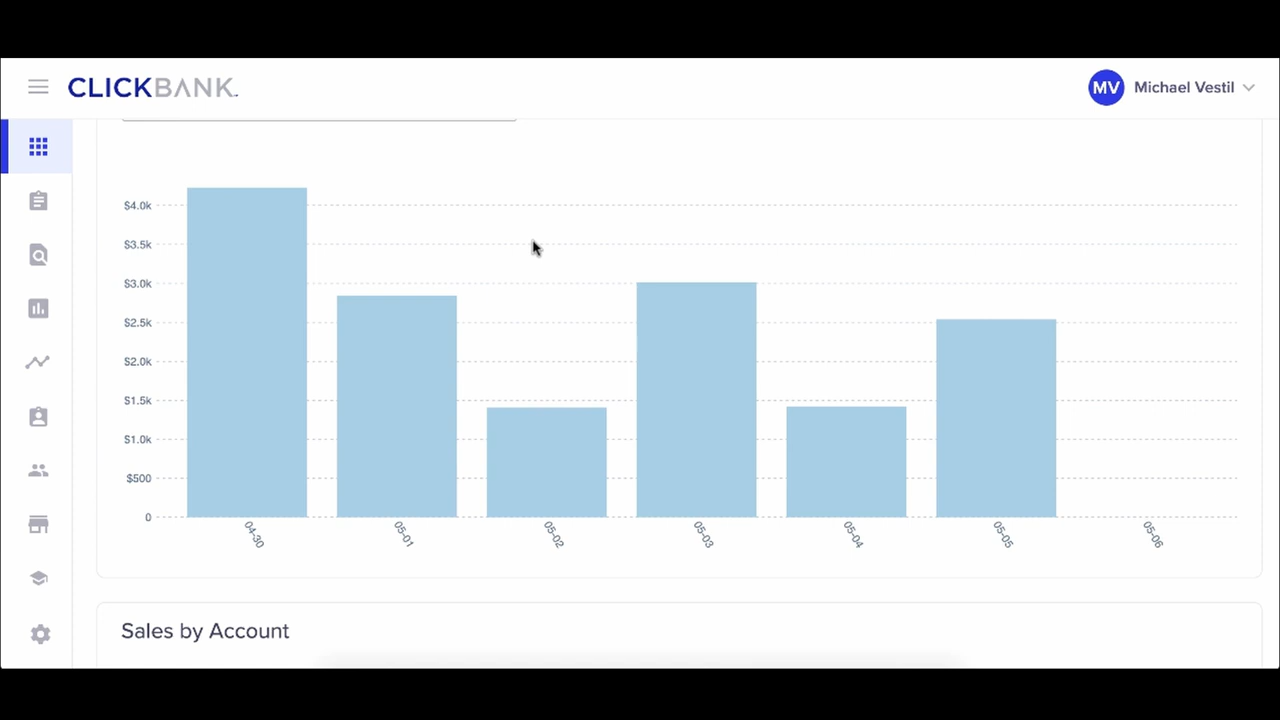 CLICKBANK
MV Michael Vestil
$4.0k
$3.5k
$3.0k
$2.5k
$2.0k
$1.5k
$1.0k
$500
0
04-30 05-01 05-02 05-03 05-04 05-05 05-06
Sales by Account